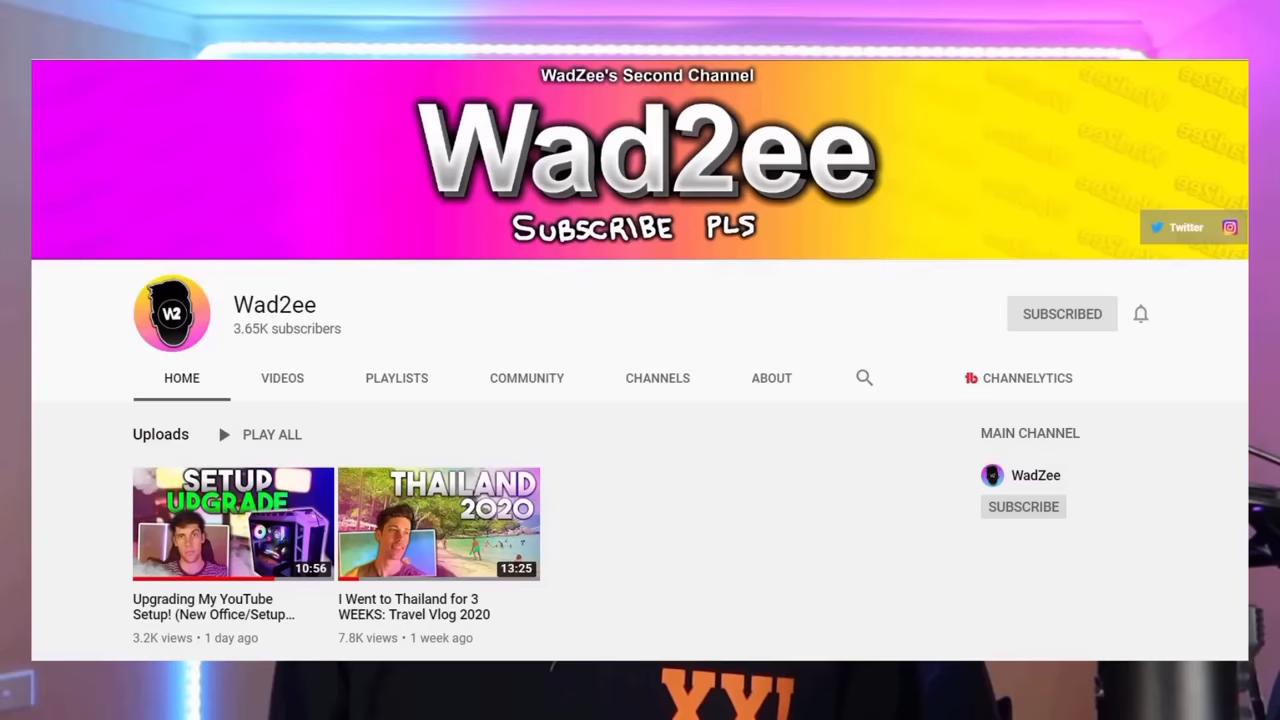 WadZee's Second Channel
Wad2ee
SUBSCRIBE PLS
Twitter
W2
Wad2ee
3.65K subscribers
SUBSCRIBED
HOME
VIDEOS
PLAYLISTS
COMMUNITY
CHANNELS
ABOUT
CHANNELYTICS
Uploads
PLAY ALL
MAIN CHANNEL
WadZee
SUBSCRIBE
SETUP
UPGRADE
10:56
Upgrading My YouTube
Setup! (New Office/Setup...
3.2K views • 1 day ago
THAILAND
2020
13:25
I Went to Thailand for 3
WEEKS: Travel Vlog 2020
7.8K views • 1 week ago